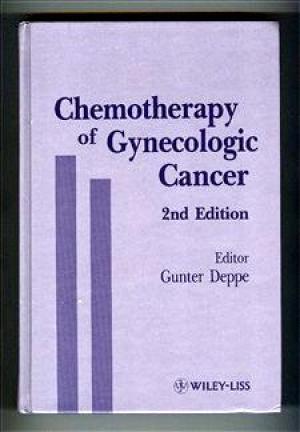 Chemotherapy
of Gynecologic
Cancer
2nd Edition
Editor
Gunter Deppe
WILEY-LISS